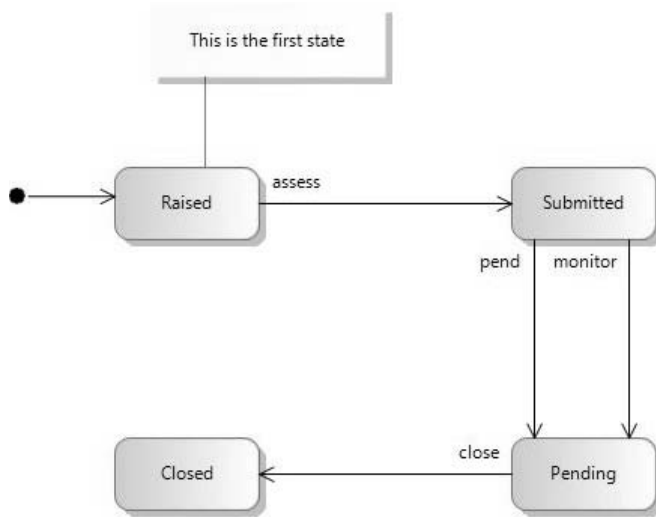 This is the first state
assess
Raised
Submitted
pend
monitor
close
Closed
Pending